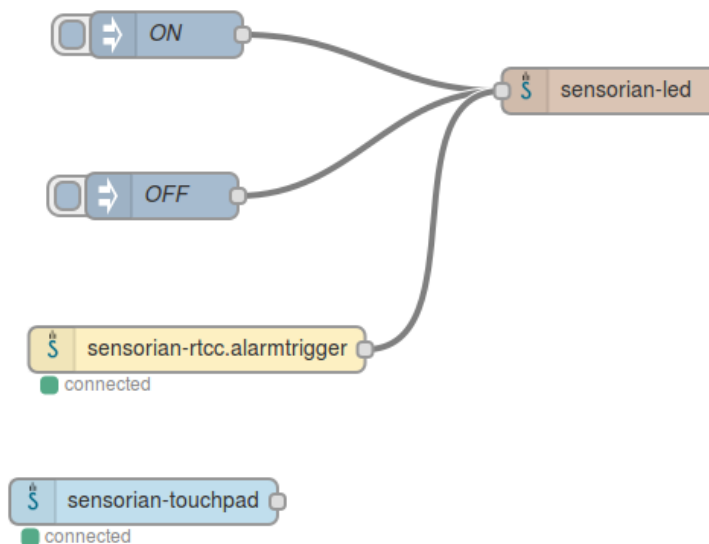 ON
sensorian-led
OFF
sensorian-rtcc.alarmtrigger
connected
sensorian-touchpad
connected